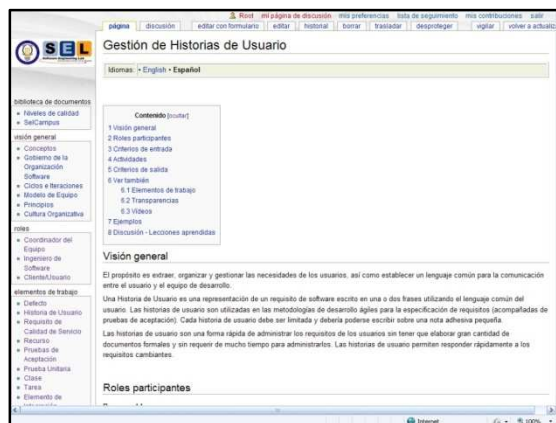 Root mi página de discusión mis preferencias lista de seguimiento mis contribuciones salir
página discusión editar con formulario editar historial borrar trasladar desproteger vigilar volver a actualiz
SEL
Software Engineering Lab
Gestión de Historias de Usuario
Idiomas: • English • Español
biblioteca de documentos
Niveles de calidad
SelCampus
visión general
Conceptos
Gobierno de la
Organización
Software
Ciclos e Iteraciones
Modelo de Equipo
Principios
Cultura Organizativa
roles
Coordinador del
Equipo
Ingeniero de
Software
Cliente/Usuario
elementos de trabajo
Defecto
Historia de Usuario
Requisito de
Calidad de Servicio
Recurso
Pruebas de
Aceptación
Prueba Unitaria
Clase
Tarea
Elemento de
Contenido [ocultar]
1 Visión general
2 Roles participantes
3 Criterios de entrada
4 Actividades
5 Criterios de salida
6 Ver también
6.1 Elementos de trabajo
6.2 Transparencias
6.3 Vídeos
7 Ejemplos
8 Discusión - Lecciones aprendidas
Visión general
El propósito es extraer, organizar y gestionar las necesidades de los usuarios, así como establecer un lenguaje común para la comunicación
entre el usuario y el equipo de desarrollo.
Una Historia de Usuario es una representación de un requisito de software escrito en una o dos frases utilizando el lenguaje común del
usuario. Las historias de usuario son utilizadas en las metodologías de desarrollo ágiles para la especificación de requisitos (acompañadas de
pruebas de aceptación). Cada historia de usuario debe ser limitada y debería poderse escribir sobre una nota adhesiva pequeña.
Las historias de usuario son una forma rápida de administrar los requisitos de los usuarios sin tener que elaborar gran cantidad de
documentos formales y sin requerir de mucho tiempo para administrarlos. Las historias de usuario permiten responder rápidamente a los
requisitos cambiantes.
Roles participantes
Internet 100%